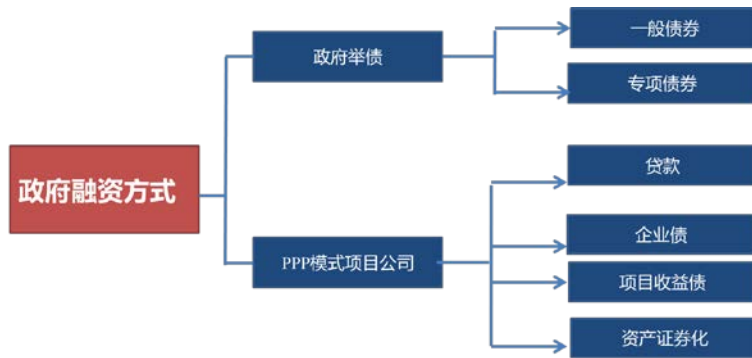 政府融资方式
政府举债
一般债券
专项债券
PPP模式项目公司
贷款
企业债
项目收益债
资产证券化